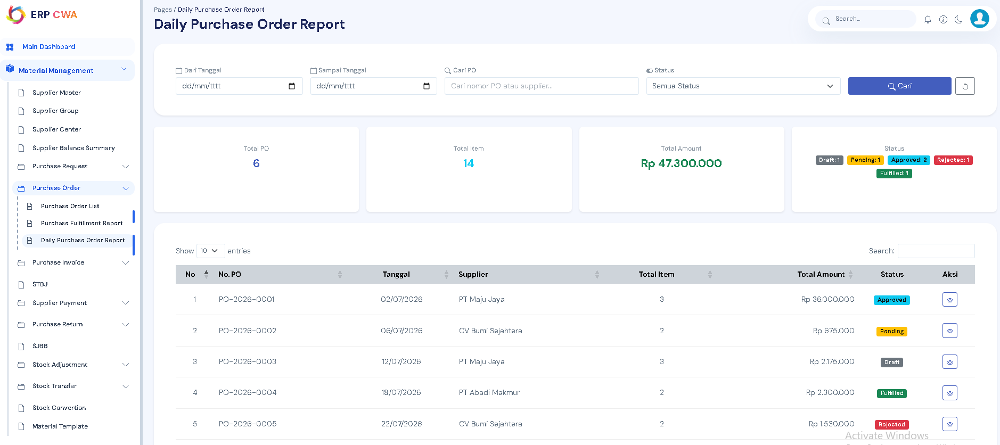 ERP CWA
Main Dashboard
Material Management
Supplier Master
Supplier Group
Supplier Center
Supplier Balance Summary
Purchase Request
Purchase Order
Purchase Order List
Purchase Fulfillment Report
Daily Purchase Order Report
Purchase Invoice
STBJ
Supplier Payment
Purchase Return
SJBB
Stock Adjustment
Stock Transfer
Stock Convertion
Material Template
Pages / Daily Purchase Order Report
Daily Purchase Order Report
Search...
Dari Tanggal
dd/mm/tttt
Sampai Tanggal
dd/mm/tttt
Cari PO
Cari nomor PO atau supplier...
Status
Semua Status
Cari
Total PO
6
Total Item
14
Total Amount
Rp 47.300.000
Status
Draft: 1 Pending: 1 Approved: 2 Rejected: 1
Fulfilled: 1
Show 10 entries
Search:
No No. PO Tanggal Supplier Total Item Total Amount Status Aksi
1 PO-2026-0001 02/07/2026 PT Maju Jaya 3 Rp 36.000.000 Approved
2 PO-2026-0002 06/07/2026 CV Bumi Sejahtera 2 Rp 675.000 Pending
3 PO-2026-0003 12/07/2026 PT Maju Jaya 3 Rp 2.175.000 Draft
4 PO-2026-0004 18/07/2026 PT Abadi Makmur 2 Rp 2.300.000 Fulfilled
5 PO-2026-0005 22/07/2026 CV Bumi Sejahtera 2 Rp 1.530.000 Rejected
Activate Windows